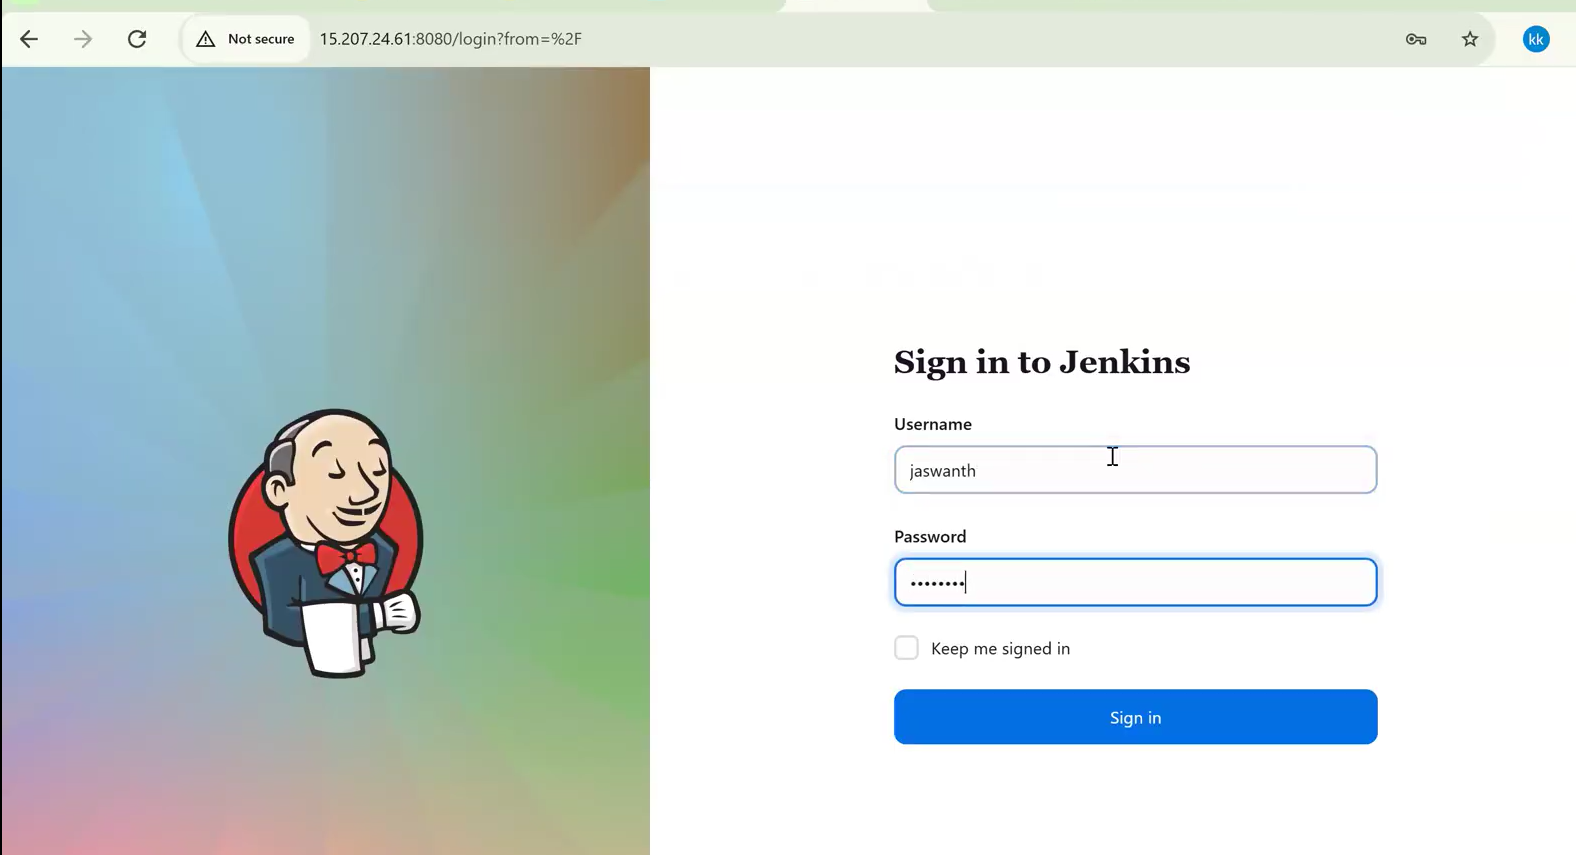 Not secure 15.207.24.61:8080/login?from=%2F
kk
Sign in to Jenkins
Username
jaswanth
Password
••••••••
Keep me signed in
Sign in